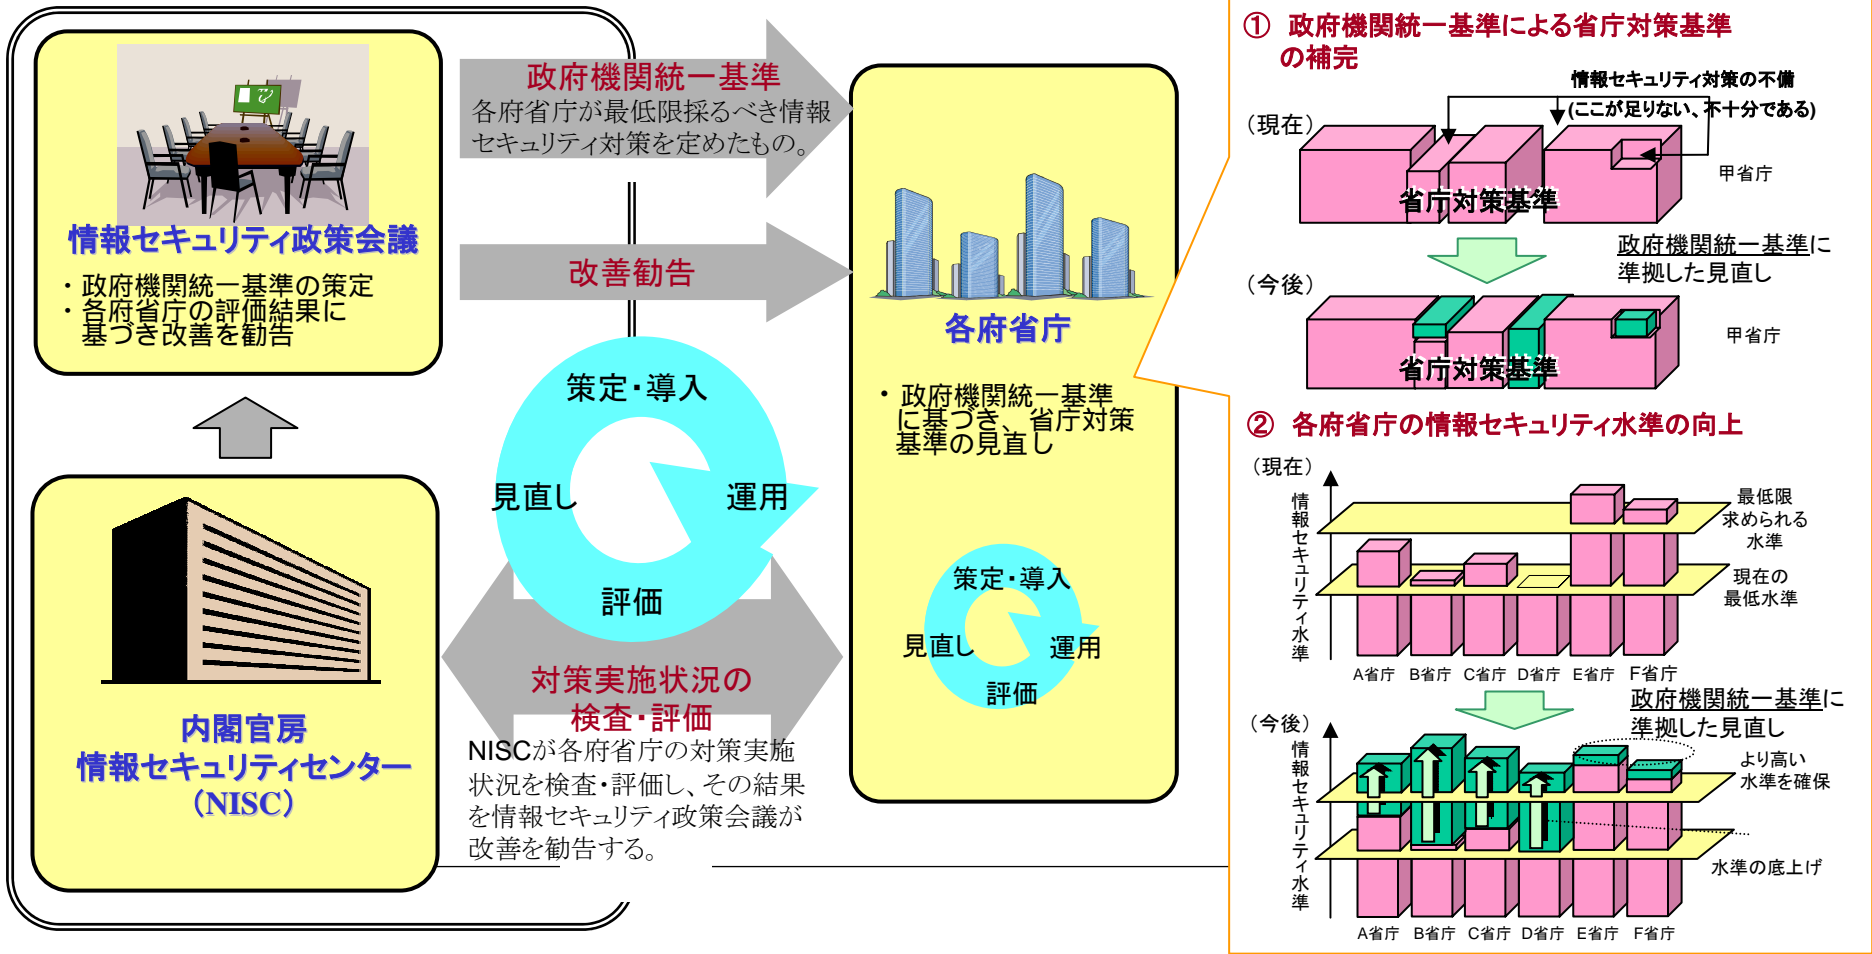 情報セキュリティ政策会議
・政府機関統一基準の策定
・各府省庁の評価結果に
基づき改善を勧告
内閣官房
情報セキュリティセンター
（NISC）
政府機関統一基準
各府省庁が最低限採るべき情報
セキュリティ対策を定めたもの。
改善勧告
策定・導入
見直し
運用
評価
対策実施状況の
検査・評価
NISCが各府省庁の対策実施
状況を検査・評価し、その結果
を情報セキュリティ政策会議が
改善を勧告する。
各府省庁
・政府機関統一基準
に基づき、省庁対策
基準の見直し
策定・導入
見直し
運用
評価
① 政府機関統一基準による省庁対策基準
の補完
情報セキュリティ対策の不備
(ここが足りない、不十分である)
（現在）
甲省庁
省庁対策基準
政府機関統一基準に
準拠した見直し
（今後）
甲省庁
省庁対策基準
② 各府省庁の情報セキュリティ水準の向上
（現在）
情報セキュリティ水準
最低限
求められる
水準
現在の
最低水準
A省庁 B省庁 C省庁 D省庁 E省庁 F省庁
政府機関統一基準に
準拠した見直し
（今後）
情報セキュリティ水準
より高い
水準を確保
水準の底上げ
A省庁 B省庁 C省庁 D省庁 E省庁 F省庁